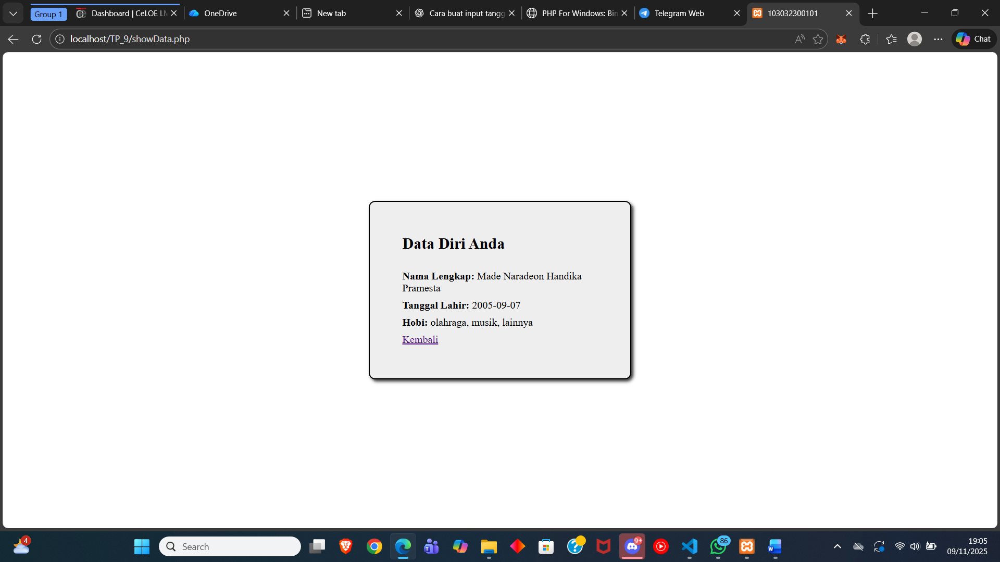 Group 1
Dashboard | CeLOE LM
OneDrive
New tab
Cara buat input tangg
PHP For Windows: Bin
Telegram Web
103032300101
localhost/TP_9/showData.php
Chat
Data Diri Anda
Nama Lengkap: Made Naradeon Handika
Pramesta
Tanggal Lahir: 2005-09-07
Hobi: olahraga, musik, lainnya
Kembali
4
Search
9+
86
19:05
09/11/2025